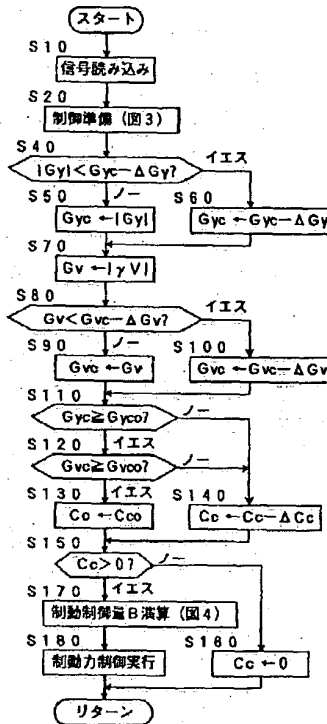 スタート
S10
信号読み込み
S20
制御準備（図3）
S40
|Gy|<Gyc－ΔGy?
イエス
S50
ノー
S60
Gyc←|Gy|
Gyc←Gyc－ΔGy
S70
Gv←|γV|
S80
Gv<Gvc－ΔGv?
イエス
S90
ノー
S100
Gvc←Gv
Gvc←Gvc－ΔGv
S110
Gyc≧Gyco?
ノー
S120
イエス
Gvc≧Gvco?
ノー
S130
イエス
S140
Cc←Cco
Cc←Cc－ΔCc
S150
Cc>0?
ノー
S170
イエス
制動制御量B演算（図4）
S180
S160
制動力制御実行
Cc←0
リターン